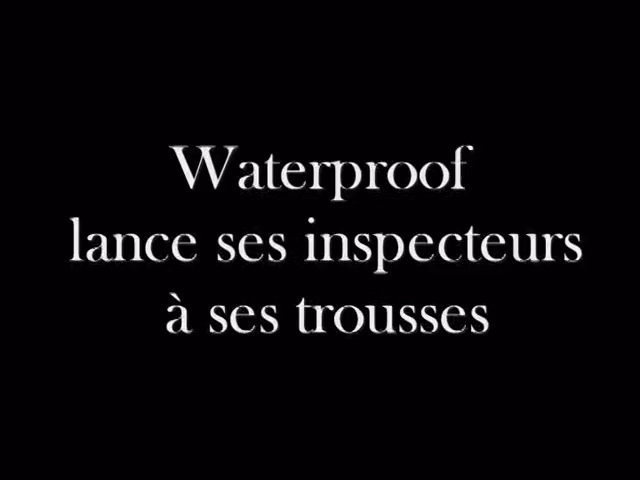 Waterproof
lance ses inspecteurs
à ses trousses